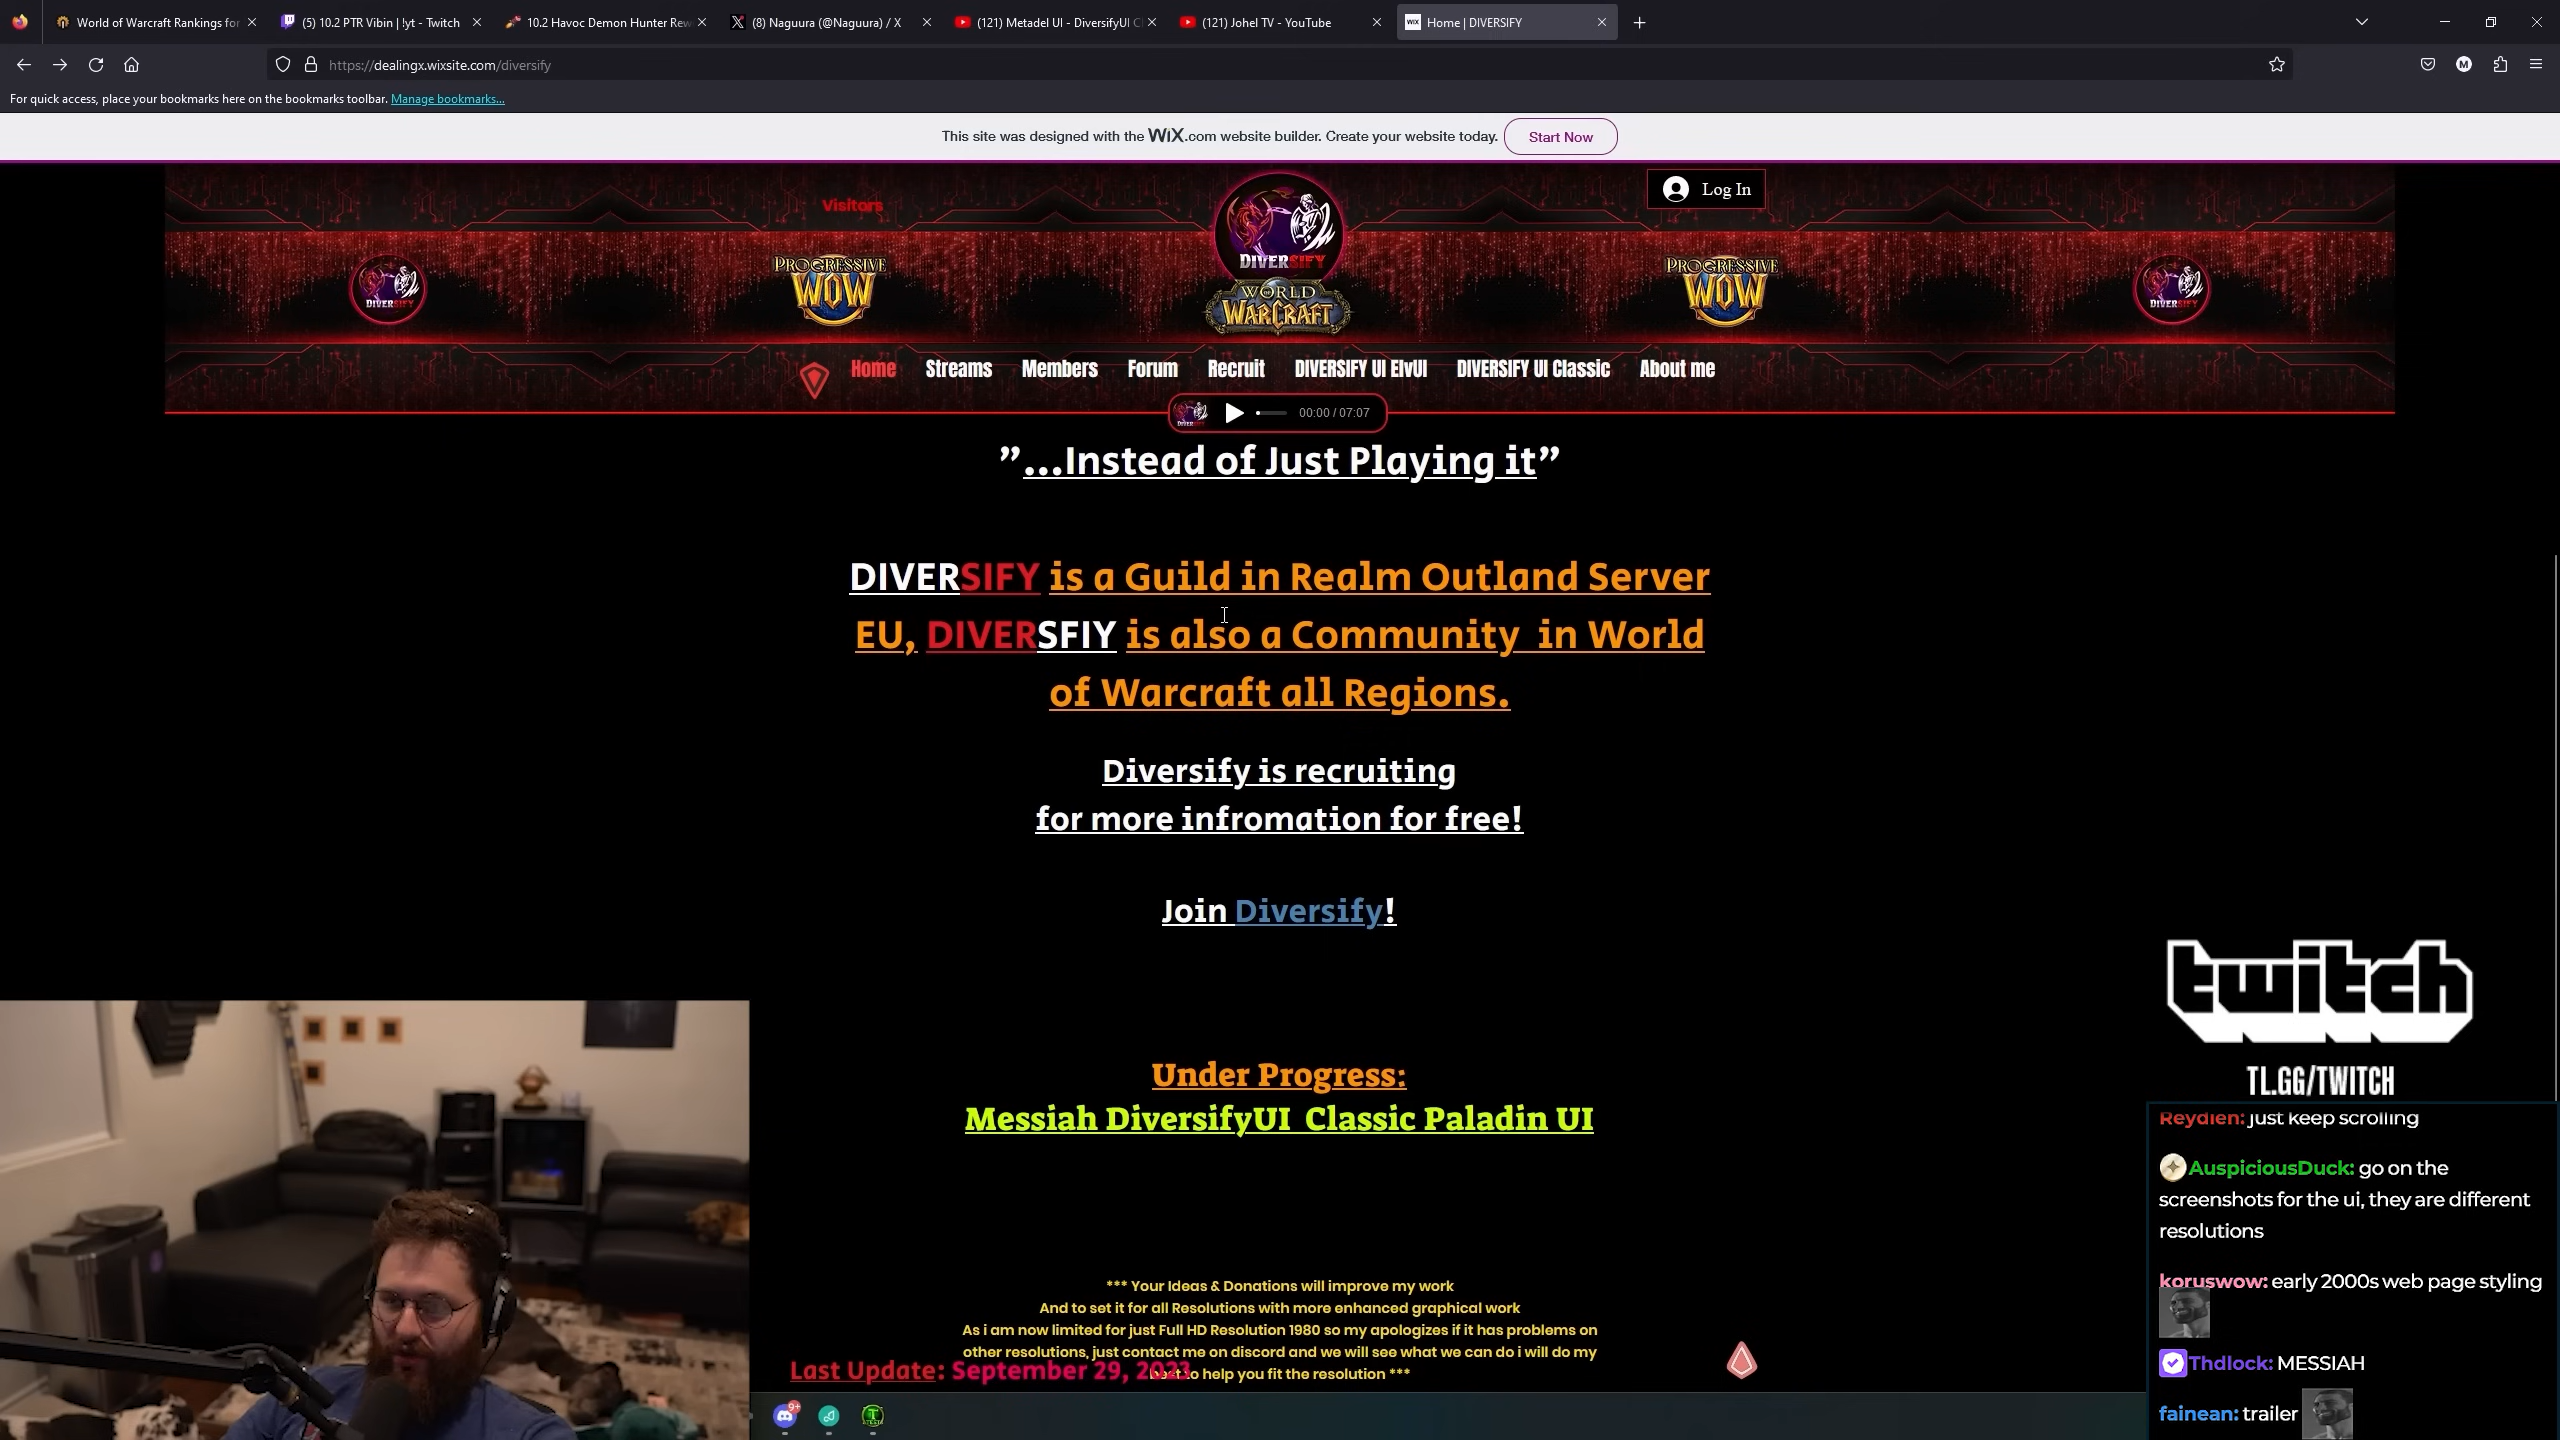 World of Warcraft Rankings for
(5) 10.2 PTR Vibin | !yt - Twitch
10.2 Havoc Demon Hunter Rew
(8) Naguura (@Naguura) / X
(121) Metadel UI - DiversifyUI C
(121) Johel TV - YouTube
WIX
Home | DIVERSIFY
https://dealingx.wixsite.com/diversify
M
For quick access, place your bookmarks here on the bookmarks toolbar. Manage bookmarks...
This site was designed with the WiX.com website builder. Create your website today.
Start Now
Visitors
Log In
DIVERSIFY
PROGRESSIVE
WOW
DIVERSIFY
WORLD
OF
WARCRAFT
PROGRESSIVE
WOW
DIVERSIFY
Home
Streams
Members
Forum
Recruit
DIVERSIFY UI ElvUI
DIVERSIFY UI Classic
About me
00:00 / 07:07
”...Instead of Just Playing it”
DIVERSIFY is a Guild in Realm Outland Server
EU, DIVERSFIY is also a Community in World
of Warcraft all Regions.
Diversify is recruiting
for more infromation for free!
Join Diversify!
Under Progress:
Messiah DiversifyUI Classic Paladin UI
*** Your Ideas & Donations will improve my work
And to set it for all Resolutions with more enhanced graphical work
As i am now limited for just Full HD Resolution 1980 so my apologizes if it has problems on
other resolutions, just contact me on discord and we will see what we can do i will do my
to help you fit the resolution ***
Last Update: September 29, 2023
twitch
TL.GG/TWITCH
Reydien: just keep scrolling
AuspiciousDuck: go on the
screenshots for the ui, they are different
resolutions
koruswow: early 2000s web page styling
Thdlock: MESSIAH
fainean: trailer
9+